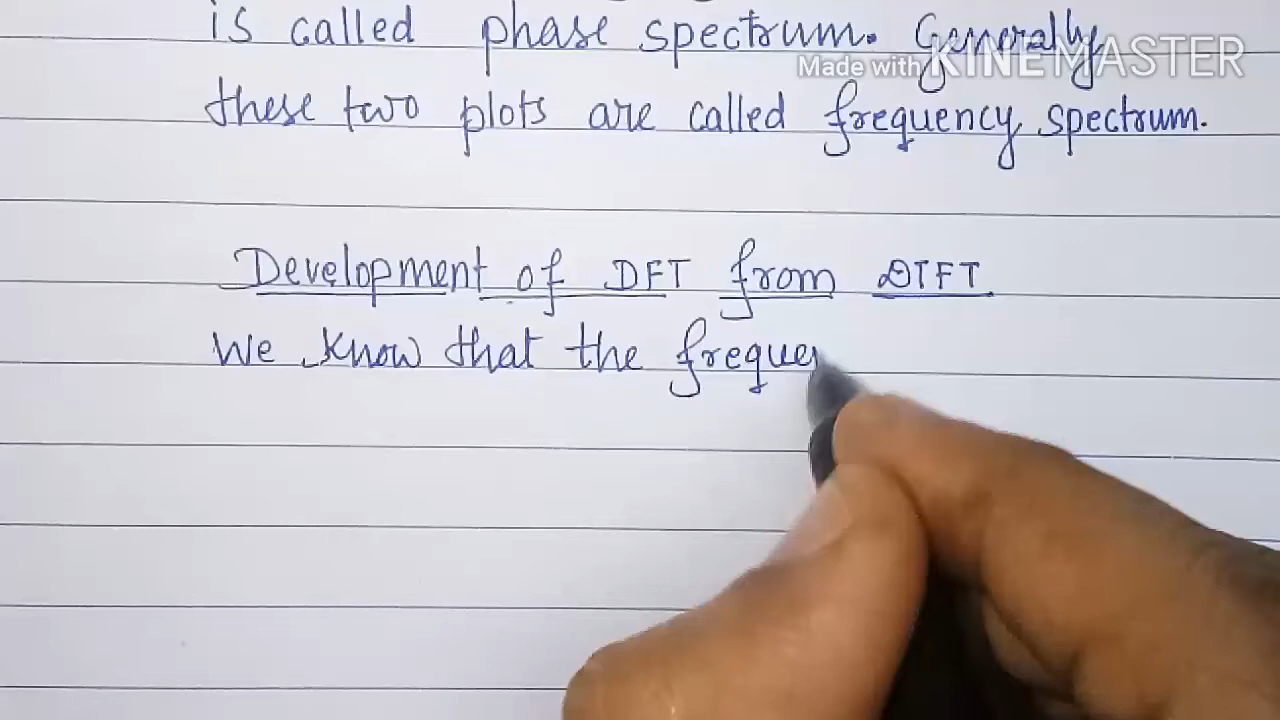 is called phase spectrum. Generally
Made with KINEMASTER
these two plots are called frequency spectrum.
Development of DFT from DTFT
We know that the freque